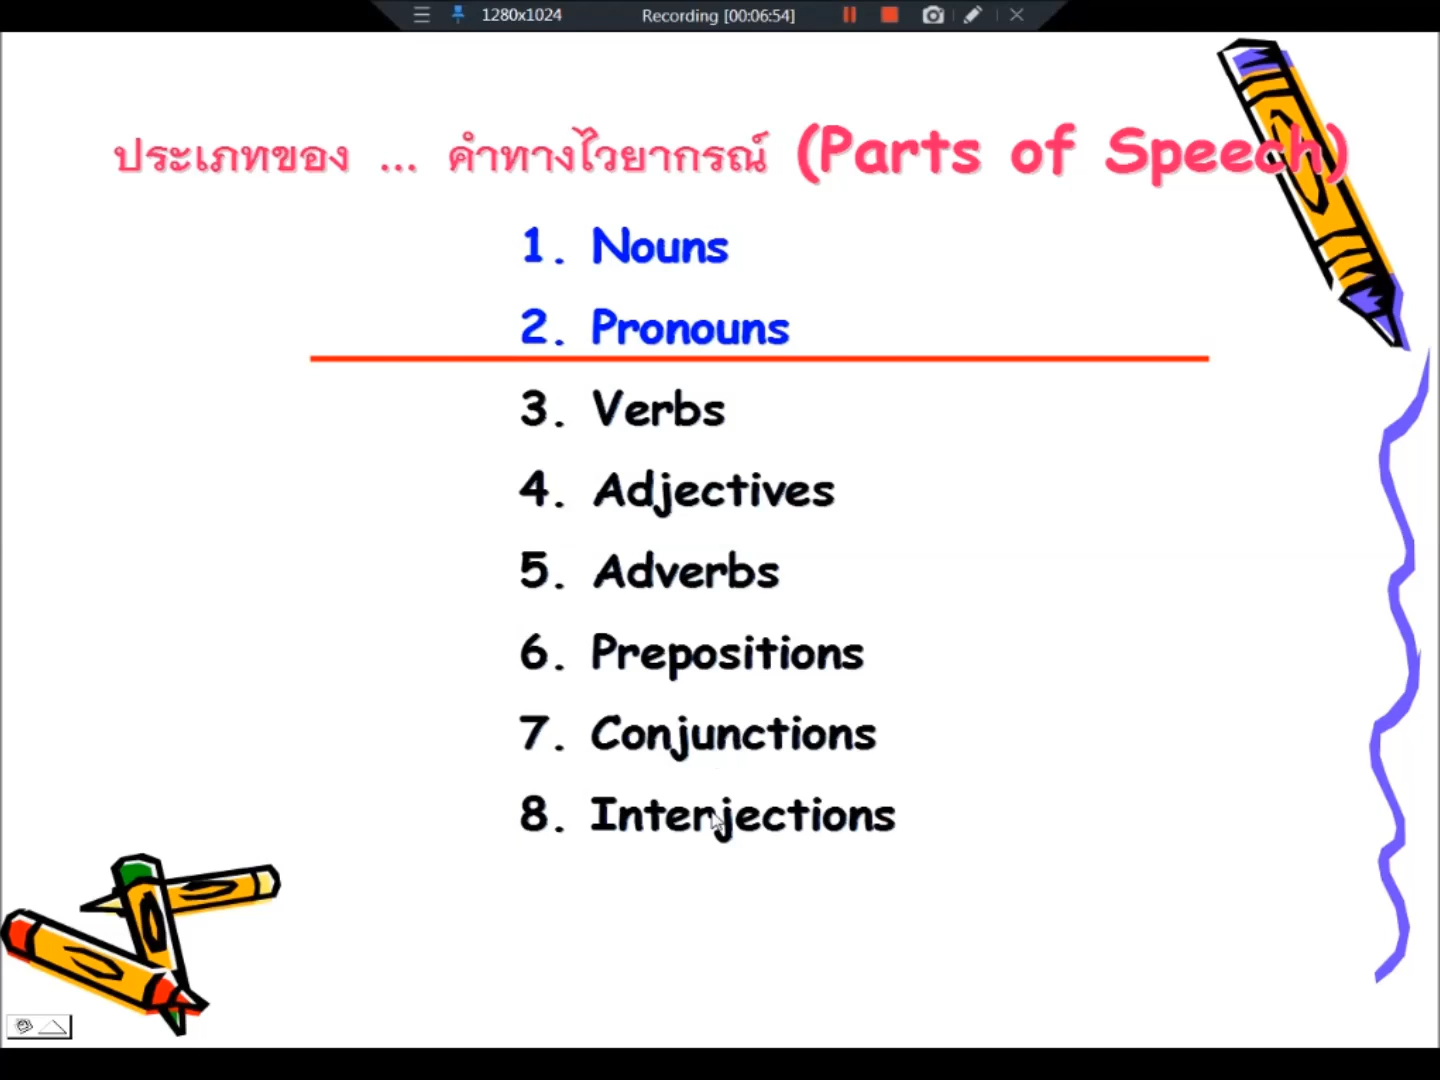 1280x1024 Recording [00:06:54]
ประเภทของ ... คำทางไวยากรณ์ (Parts of Speech)
1. Nouns
2. Pronouns
3. Verbs
4. Adjectives
5. Adverbs
6. Prepositions
7. Conjunctions
8. Interjections